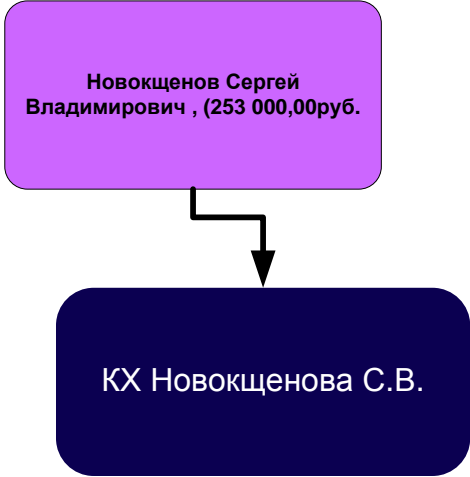 Новокщенов Сергей
Владимирович , (253 000,00руб.
КХ Новокщенова С.В.